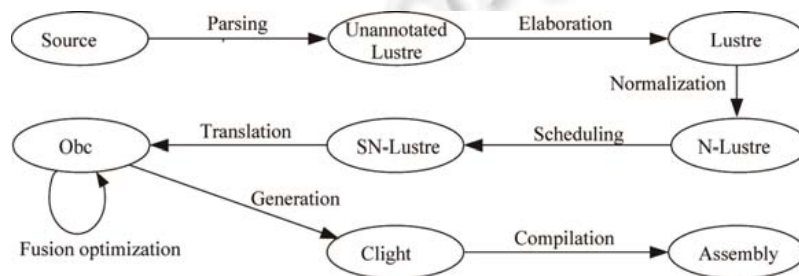 Source
Parsing
Unannotated
Lustre
Elaboration
Lustre
Normalization
Obc
Translation
SN-Lustre
Scheduling
N-Lustre
Fusion optimization
Generation
Clight
Compilation
Assembly